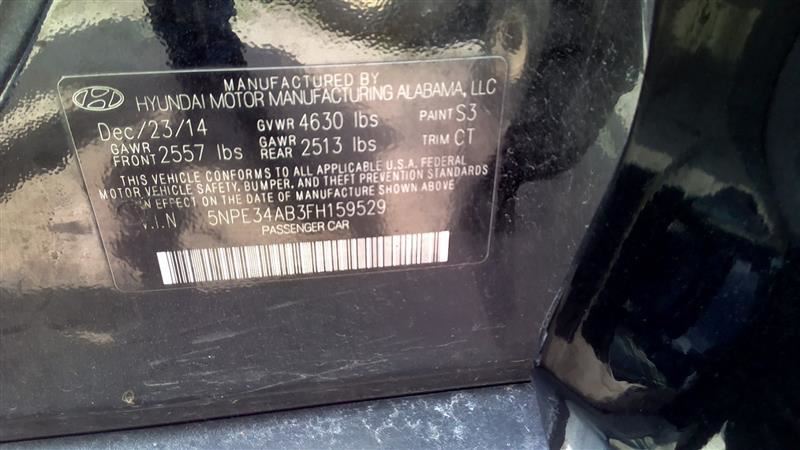 MANUFACTURED BY
HYUNDAI MOTOR MANUFACTURING ALABAMA, LLC
Dec/23/14 GVWR 4630 lbs PAINT S3
GAWR FRONT 2557 lbs GAWR REAR 2513 lbs TRIM CT
THIS VEHICLE CONFORMS TO ALL APPLICABLE U.S.A. FEDERAL
MOTOR VEHICLE SAFETY, BUMPER, AND THEFT PREVENTION STANDARDS
IN EFFECT ON THE DATE OF MANUFACTURE SHOWN ABOVE
V.I.N 5NPE34AB3FH159529
PASSENGER CAR